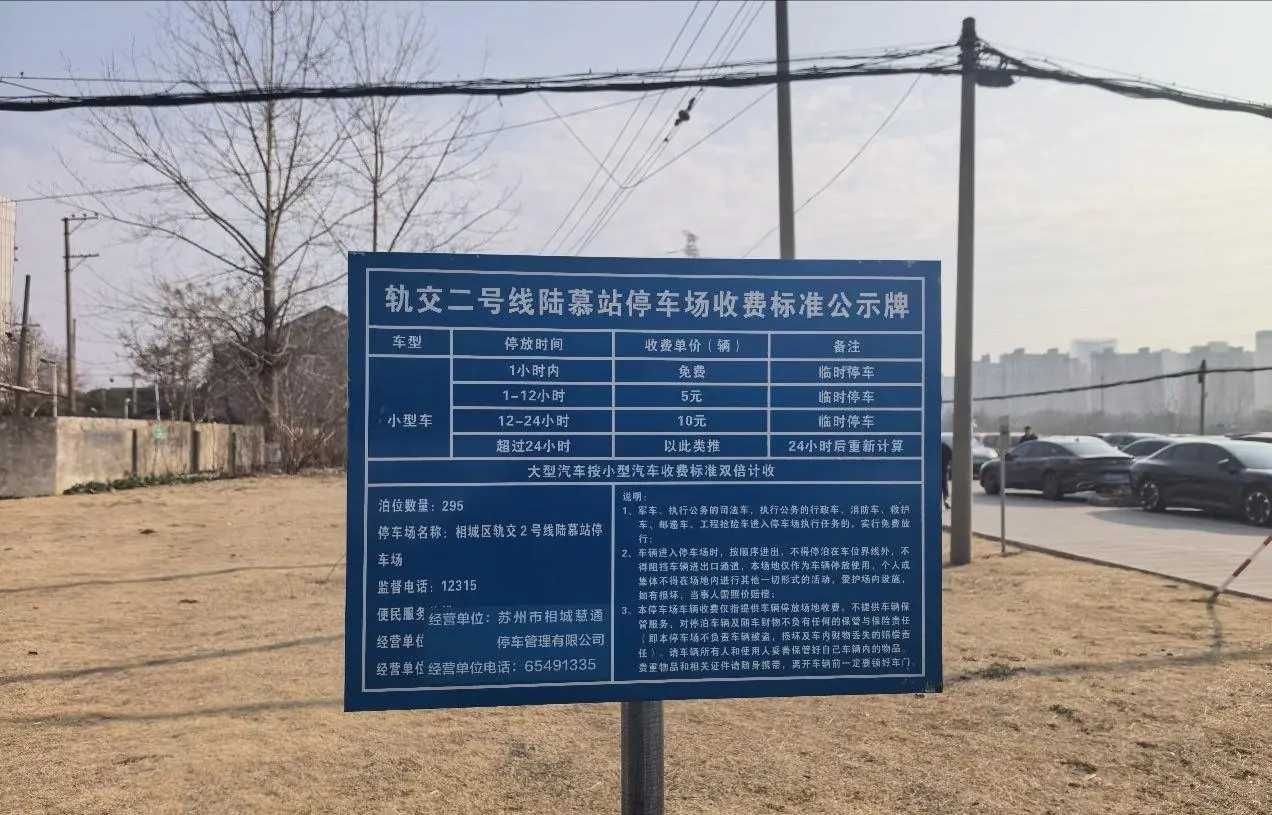 轨交二号线陆慕站停车场收费标准公示牌
车型 停放时间 收费单价（辆） 备注
小型车 1小时内 免费 临时停车
1-12小时 5元 临时停车
12-24小时 10元 临时停车
超过24小时 以此类推 24小时后重新计算
大型汽车按小型汽车收费标准双倍计收
泊位数量：295
停车场名称：相城区轨交2号线陆慕站停
车场
监督电话：12315
便民服务
经营单位：苏州市相城慧通
经营单位
停车管理有限公司
经营单位
经营单位电话：65491335
说明：
1、军车、执行公务的司法车，执行公务的行政车、消防车、救护
车、邮递车、工程抢险车进入停车场执行任务的，实行免费放
行；
2、车辆进入停车场时，按顺序进出，不得停泊在车位界线外，不
得阻挡车辆进出口通道，本场地仅作为车辆停放使用，个人或
集体不得在场地内进行其他一切形式的活动，爱护场内设施，
如有损坏，当事人需照价赔偿；
3、本停车场车辆收费仅指提供车辆停放场地收费，不提供车辆保
管服务，对停泊车辆及随车财物不负有任何的保管与保险责任
（即本停车场不负责车辆被盗，损坏及车内财物丢失的赔偿责
任）。请车辆所有人和使用人妥善保管好自己车辆内的物品，
贵重物品和相关证件请随身携带，离开车辆前一定要锁好车门。